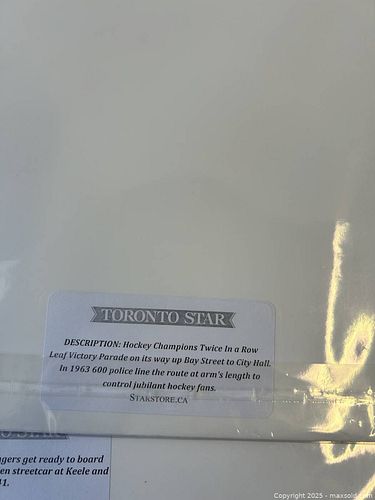 TORONTO STAR
DESCRIPTION: Hockey Champions Twice In a Row
Leaf Victory Parade on its way up Bay Street to City Hall.
In 1963 600 police line the route at arm's length to
control jubilant hockey fans.
STARSTORE.CA
gers get ready to board
en streetcar at Keele and
41.
Copyright 2025 - maxsold.com